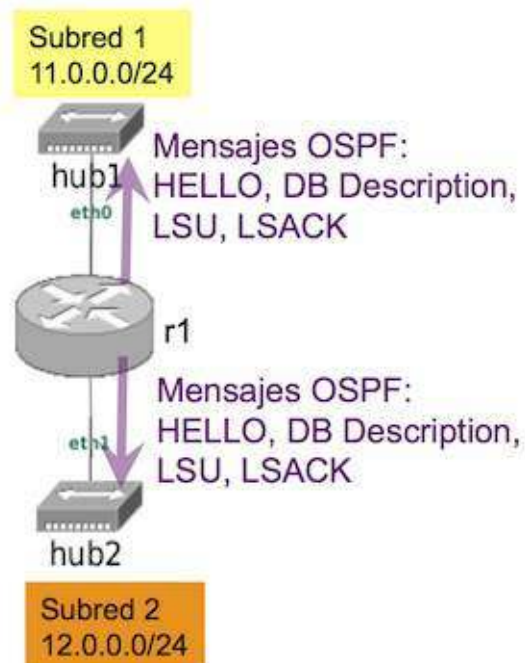 Subred 1
11.0.0.0/24
Mensajes OSPF:
hub1
HELLO, DB Description,
eth0
LSU, LSACK
r1
Mensajes OSPF:
HELLO, DB Description,
eth1
LSU, LSACK
hub2
Subred 2
12.0.0.0/24